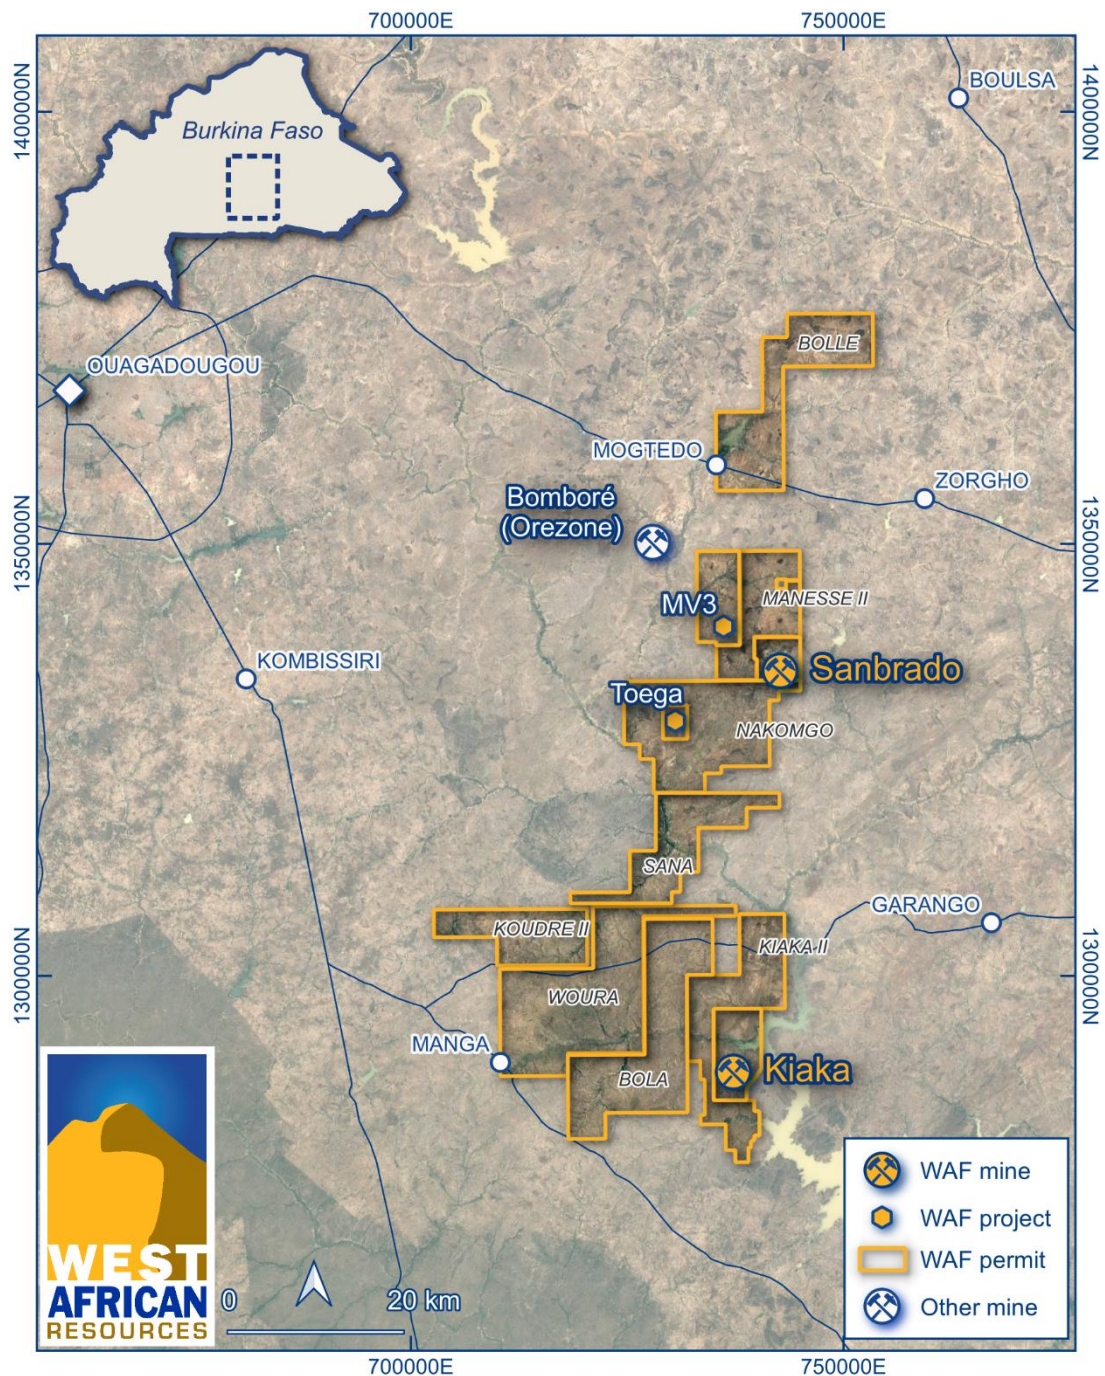 700000E
750000E
1400000N
1400000N
BOULSA
Burkina Faso
OUAGADOUGOU
BOLLE
MOGTEDO
ZORGHO
Bomboré
(Orezone)
1350000N
1350000N
MV3
MANESSE II
KOMBISSIRI
Sanbrado
Toega
NAKOMGO
SANA
GARANGO
KOUDRE II
KIAKA II
1300000N
1300000N
WOURA
MANGA
BOLA
Kiaka
WEST
AFRICAN
RESOURCES
0
20 km
WAF mine
WAF project
WAF permit
Other mine
700000E
750000E